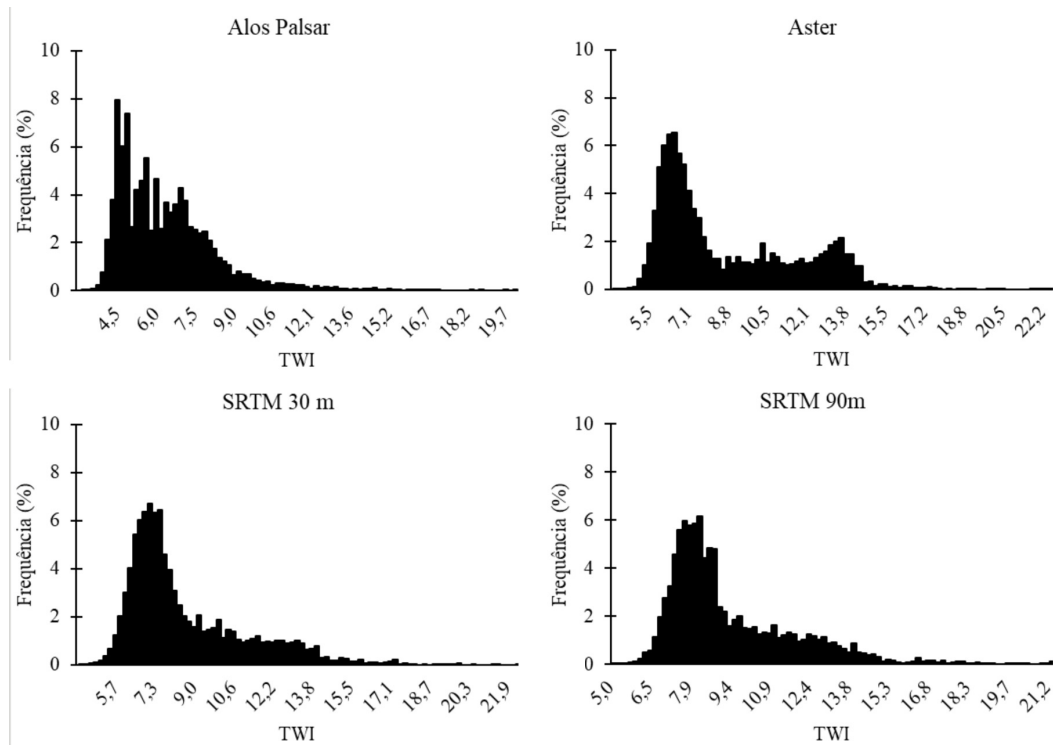 Alos Palsar
10
8
6
4
2
0
Frequência (%)
4,5 6,0 7,5 9,0 10,6 12,1 13,6 15,2 16,7 18,2 19,7
TWI
Aster
10
8
6
4
2
0
Frequência (%)
5,5 7,1 8,8 10,5 12,1 13,8 15,5 17,2 18,8 20,5 22,2
TWI
SRTM 30 m
10
8
6
4
2
0
Frequência (%)
5,7 7,3 9,0 10,6 12,2 13,8 15,5 17,1 18,7 20,3 21,9
TWI
SRTM 90m
10
8
6
4
2
0
Frequência (%)
5,0 6,5 7,9 9,4 10,9 12,4 13,8 15,3 16,8 18,3 19,7 21,2
TWI